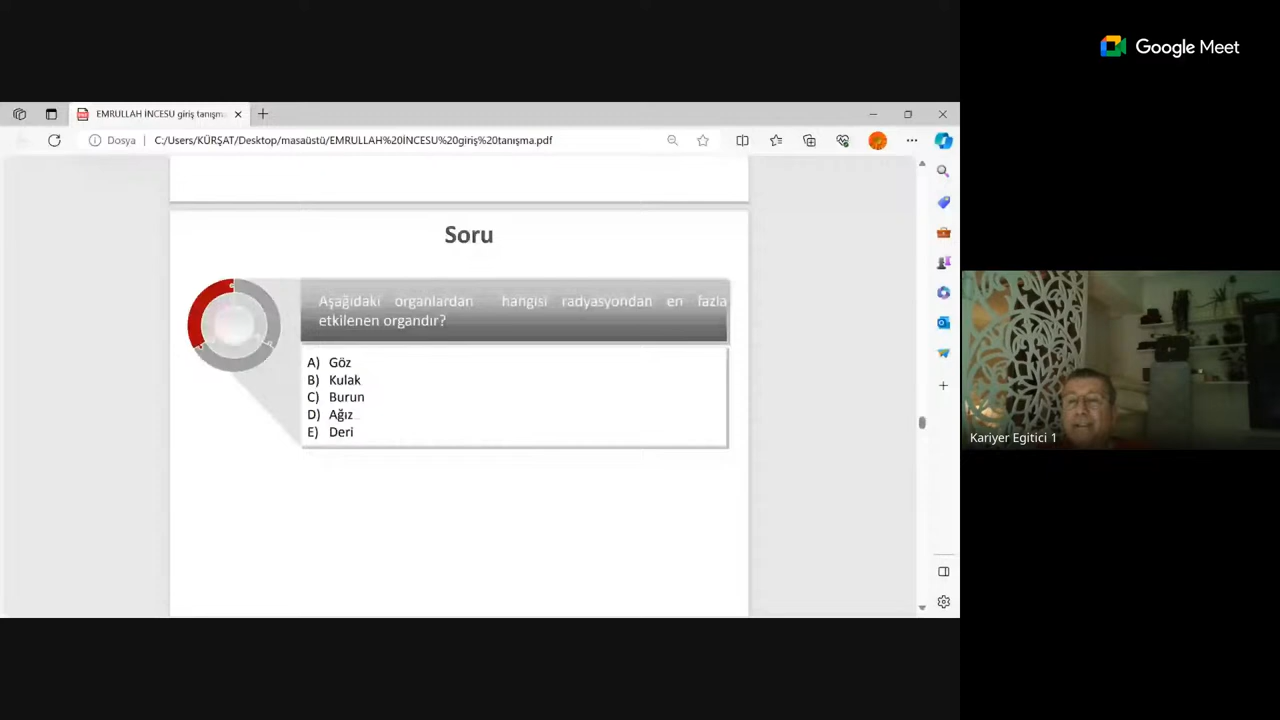 Google Meet
EMRULLAH İNCESU giriş tanışm
Dosya
C:/Users/KÜRŞAT/Desktop/masaüstü/EMRULLAH%20İNCESU%20giriş%20tanışma.pdf
Soru
Aşağıdaki organlardan hangisi radyasyondan en fazla
etkilenen organdır?
A) Göz
B) Kulak
C) Burun
D) Ağız
E) Deri
Kariyer Egitici 1